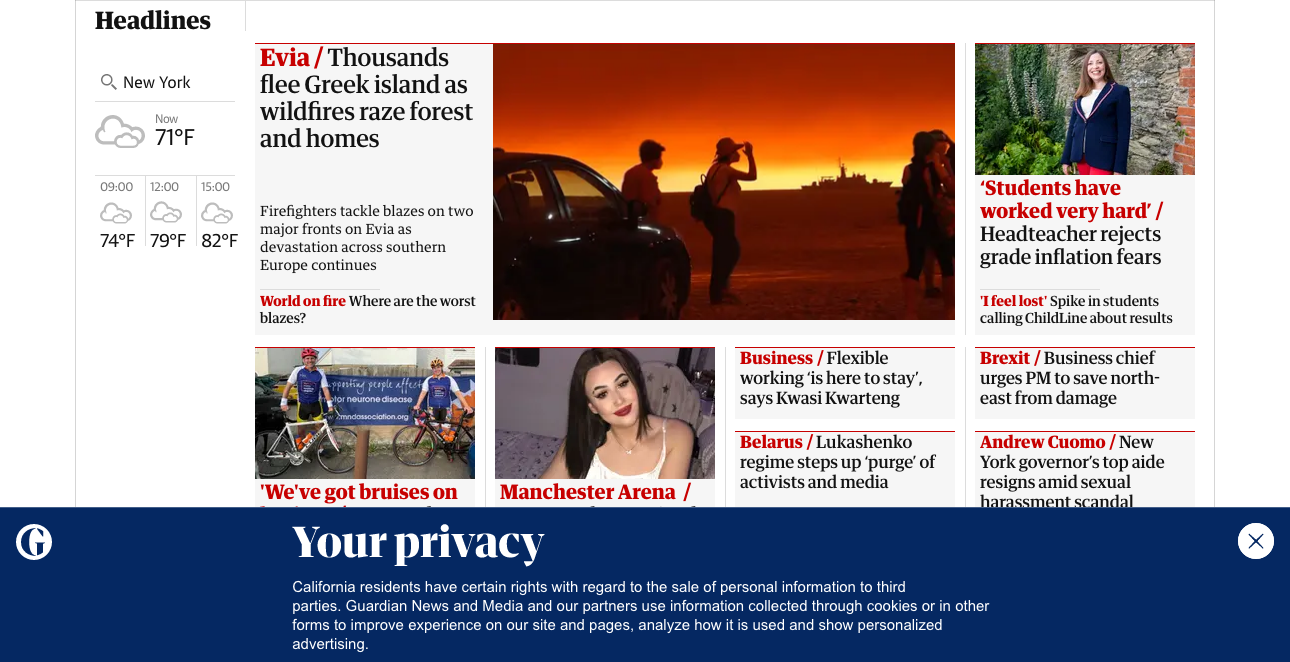 Headlines
New York
Now
71°F
09:00 12:00 15:00
74°F 79°F 82°F
Evia / Thousands
flee Greek island as
wildfires raze forest
and homes
Firefighters tackle blazes on two
major fronts on Evia as
devastation across southern
Europe continues
World on fire Where are the worst
blazes?
‘Students have
worked very hard’ /
Headteacher rejects
grade inflation fears
'I feel lost' Spike in students
calling ChildLine about results
pporting people affect
otor neurone disease
mndassociation.org
'We've got bruises on
Manchester Arena /
Business / Flexible
working ‘is here to stay’,
says Kwasi Kwarteng
Belarus / Lukashenko
regime steps up ‘purge’ of
activists and media
Brexit / Business chief
urges PM to save north-
east from damage
Andrew Cuomo / New
York governor’s top aide
resigns amid sexual
harassment scandal
G
Your privacy
California residents have certain rights with regard to the sale of personal information to third
parties. Guardian News and Media and our partners use information collected through cookies or in other
forms to improve experience on our site and pages, analyze how it is used and show personalized
advertising.